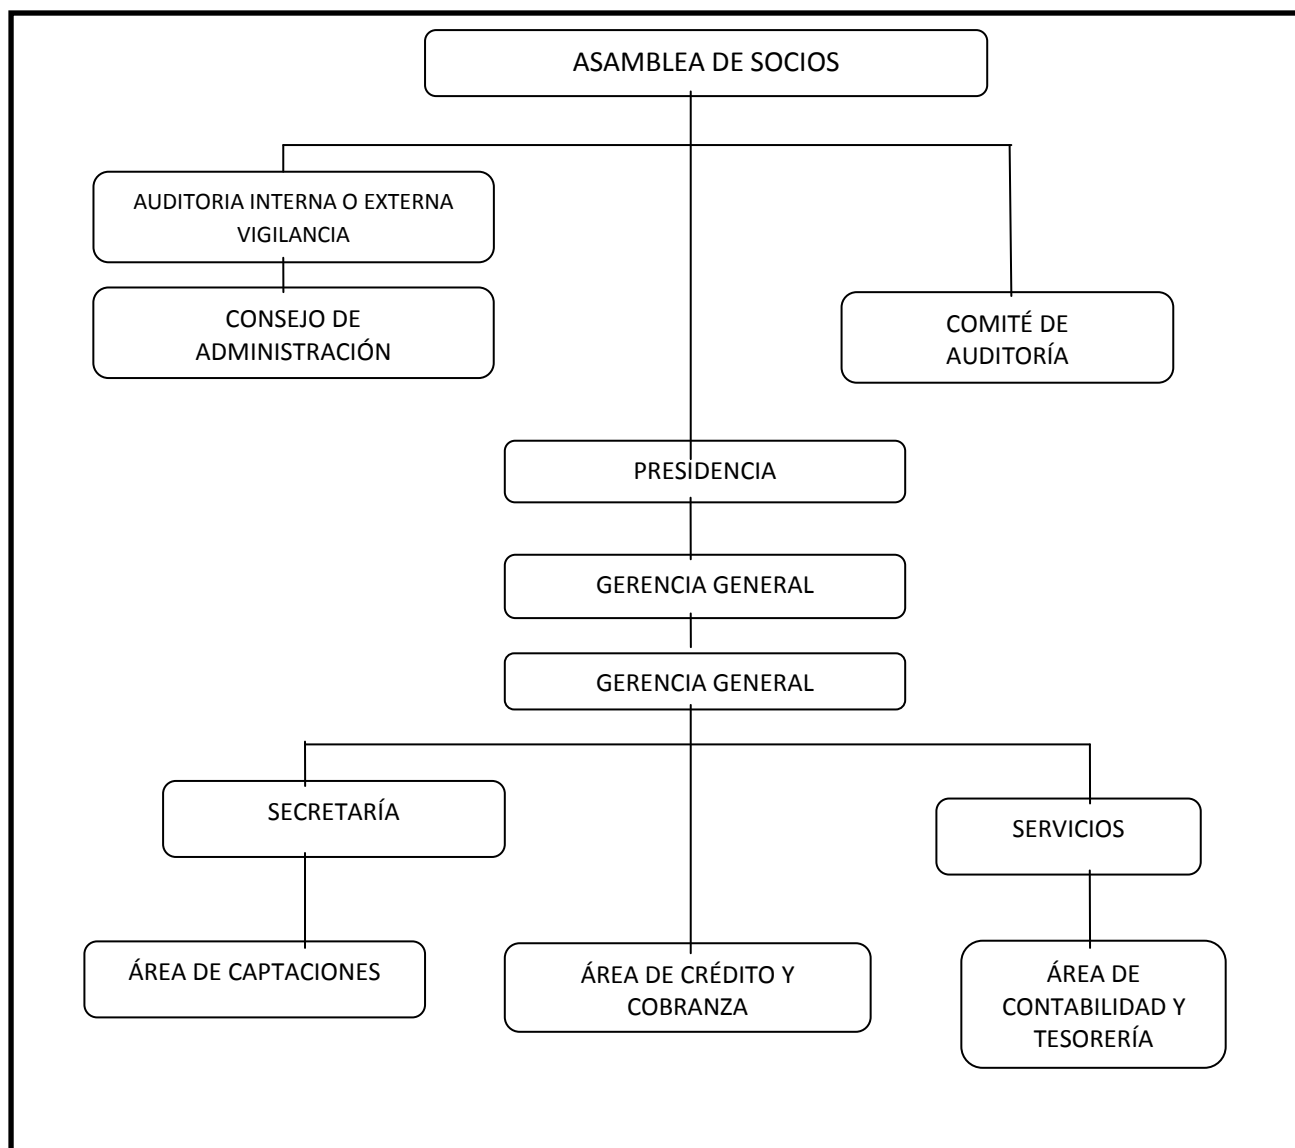 ASAMBLEA DE SOCIOS
AUDITORIA INTERNA O EXTERNA
VIGILANCIA
CONSEJO DE
ADMINISTRACIÓN
COMITÉ DE
AUDITORÍA
PRESIDENCIA
GERENCIA GENERAL
GERENCIA GENERAL
SECRETARÍA
SERVICIOS
ÁREA DE CAPTACIONES
ÁREA DE CRÉDITO Y
COBRANZA
ÁREA DE
CONTABILIDAD Y
TESORERÍA